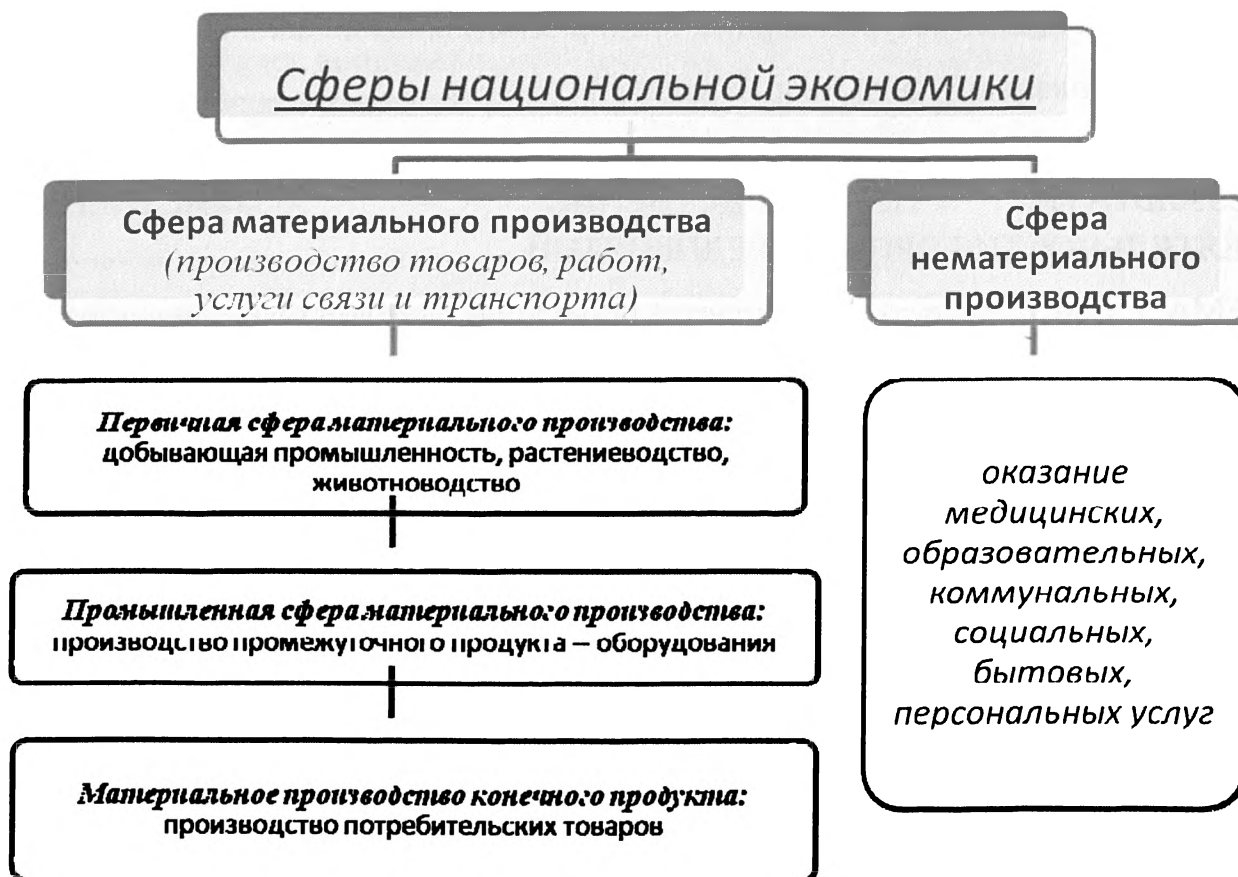 Сферы национальной экономики
Сфера материального производства
(производство товаров, работ,
услуги связи и транспорта)
Сфера
нематериального
производства
Первичная сфера материального производства:
добывающая промышленность, растениеводство,
животноводство
Промышленная сфера материального производства:
производство промежуточного продукта – оборудования
Материальное производство конечного продукта:
производство потребительских товаров
оказание
медицинских,
образовательных,
коммунальных,
социальных,
бытовых,
персональных услуг